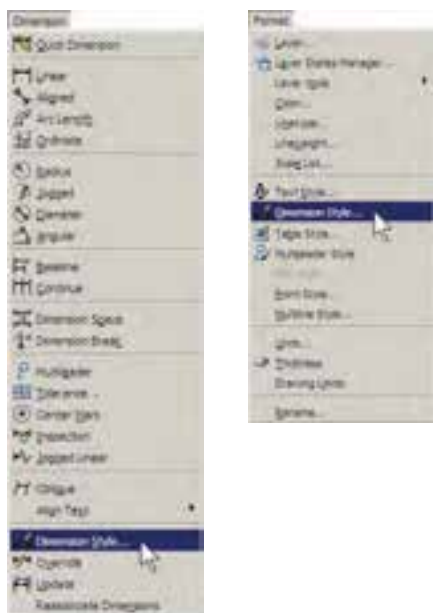 Dimension
Quick Dimension
Linear
Aligned
Arc Length
Ordinate
Radius
Jogged
Diameter
Angular
Baseline
Continue
Dimension Space
Dimension Break
Multileader
Tolerance...
Center Mark
Inspection
Jogged Linear
Oblique
Align Text
Dimension Style...
Override
Update
Reassociate Dimensions
Format
Layer...
Layer States Manager...
Layer tools
Color...
Linetype...
Lineweight...
Scale List...
Text Style...
Dimension Style...
Table Style...
Multileader Style
Point Style...
Multiline Style...
Units...
Thickness
Drawing Limits
Rename...